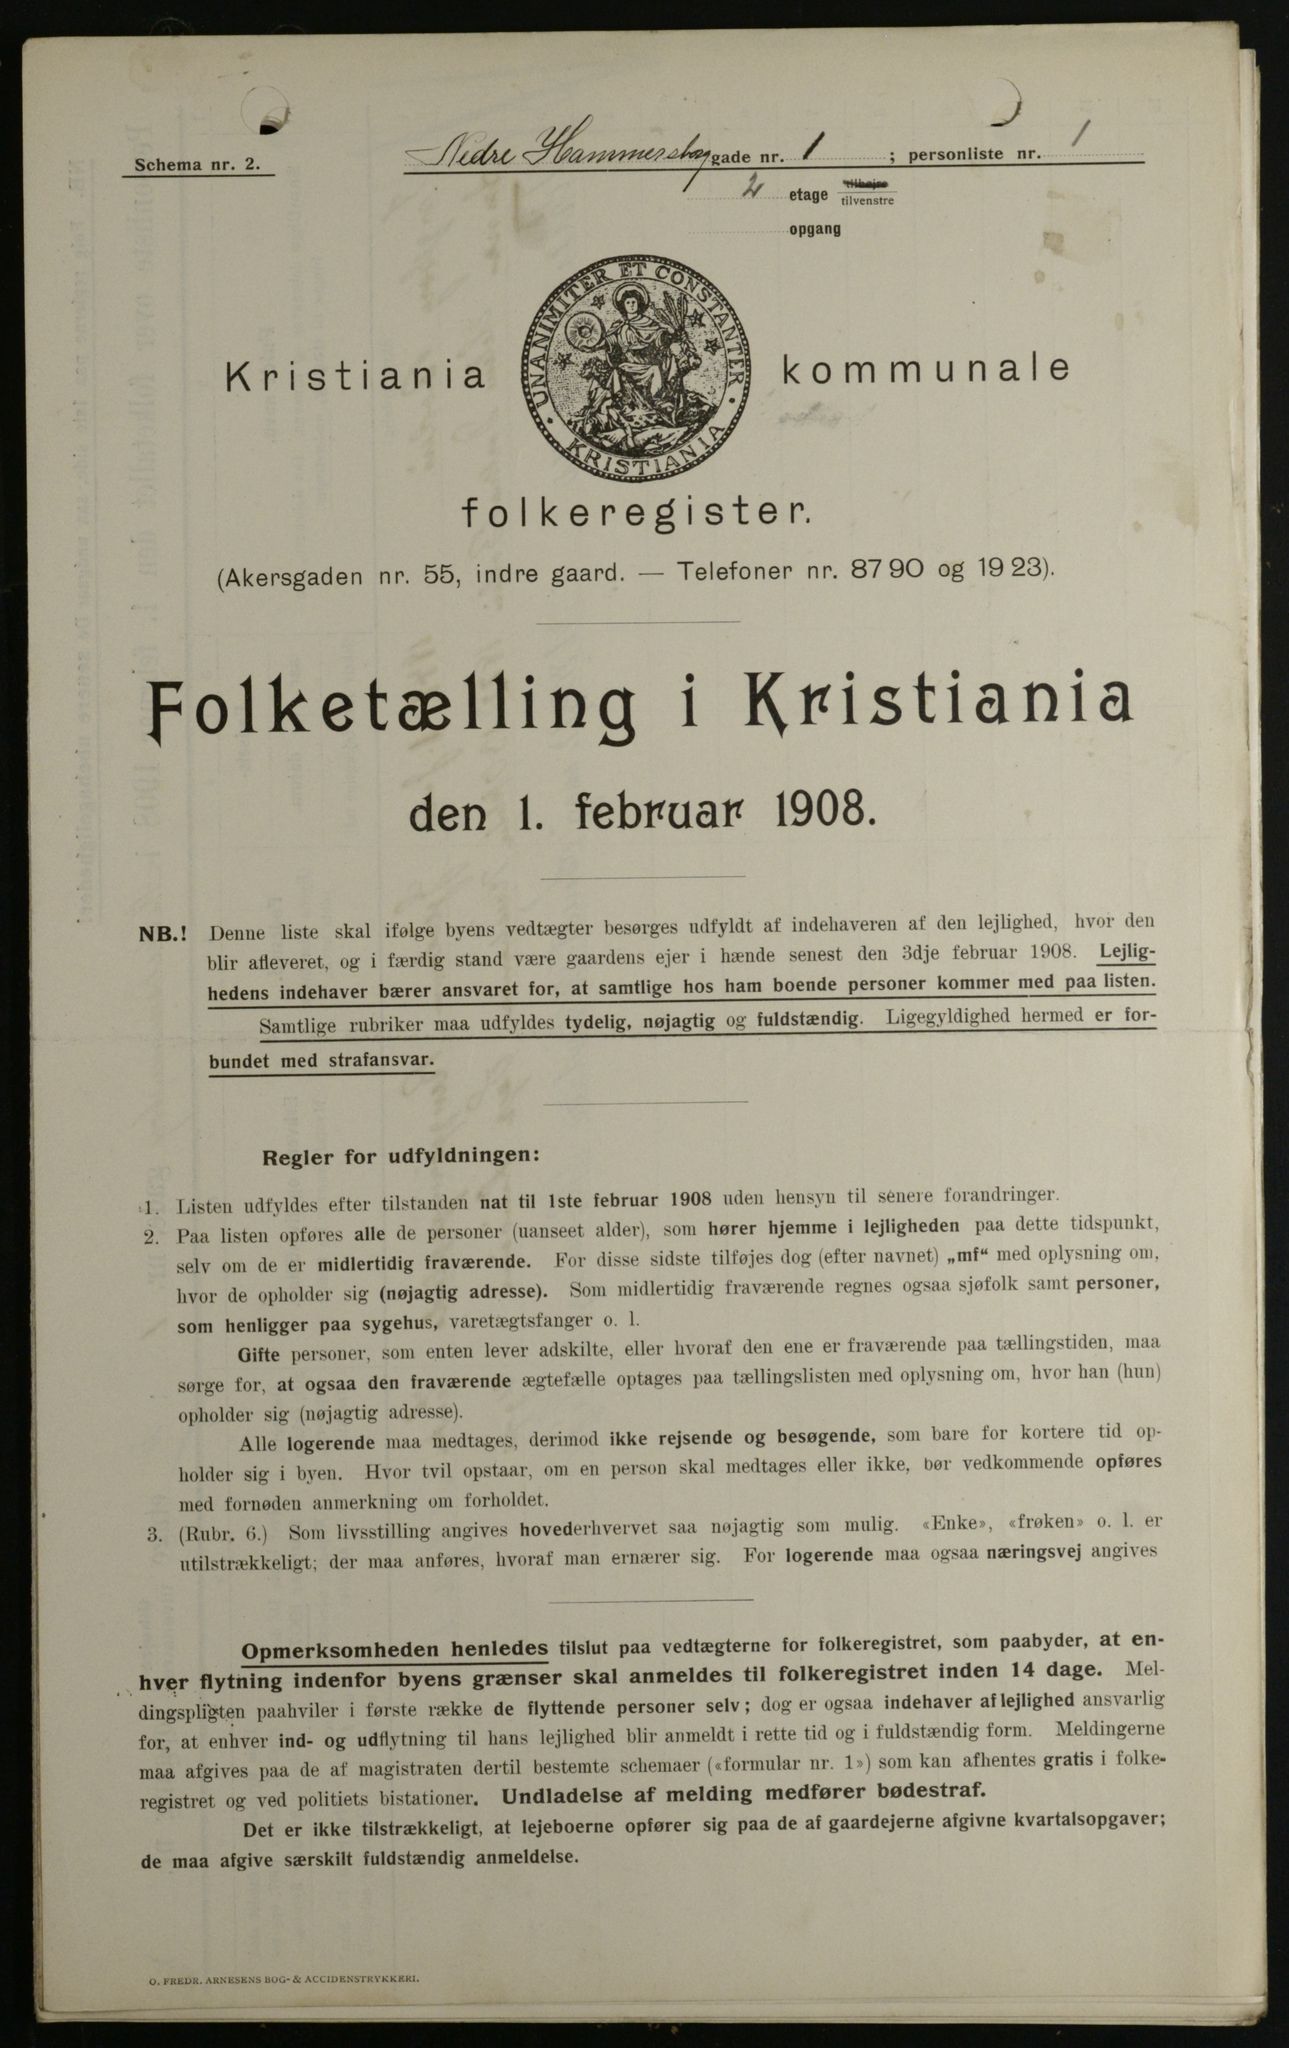 Schema nr. 2.
Nedre Hammersborggade nr. 1 ; personliste nr. 1
2 etage tilhøjre
tilvenstre
opgang
UNANIMITER ET CONSTANTER · KRISTIANIA ·
Kristiania kommunale
folkeregister.
(Akersgaden nr. 55, indre gaard. — Telefoner nr. 8790 og 1923).
Folketælling i Kristiania
den 1. februar 1908.
NB.! Denne liste skal ifølge byens vedtægter besørges udfyldt af indehaveren af den lejlighed, hvor den
blir afleveret, og i færdig stand være gaardens ejer i hænde senest den 3dje februar 1908. Lejlig-
hedens indehaver bærer ansvaret for, at samtlige hos ham boende personer kommer med paa listen.
Samtlige rubriker maa udfyldes tydelig, nøjagtig og fuldstændig. Ligegyldighed hermed er for-
bundet med strafansvar.
Regler for udfyldningen:
1. Listen udfyldes efter tilstanden nat til 1ste februar 1908 uden hensyn til senere forandringer.
2. Paa listen opføres alle de personer (uanseet alder), som hører hjemme i lejligheden paa dette tidspunkt,
selv om de er midlertidig fraværende. For disse sidste tilføjes dog (efter navnet) „mf“ med oplysning om,
hvor de opholder sig (nøjagtig adresse). Som midlertidig fraværende regnes ogsaa sjøfolk samt personer,
som henligger paa sygehus, varetægtsfanger o. l.
Gifte personer, som enten lever adskilte, eller hvoraf den ene er fraværende paa tællingstiden, maa
sørge for, at ogsaa den fraværende ægtefælle optages paa tællingslisten med oplysning om, hvor han (hun)
opholder sig (nøjagtig adresse).
Alle logerende maa medtages, derimod ikke rejsende og besøgende, som bare for kortere tid op-
holder sig i byen. Hvor tvil opstaar, om en person skal medtages eller ikke, bør vedkommende opføres
med fornøden anmerkning om forholdet.
3. (Rubr. 6.) Som livsstilling angives hovederhvervet saa nøjagtig som mulig. «Enke», «frøken» o. l. er
utilstrækkeligt; der maa anføres, hvoraf man ernærer sig. For logerende maa ogsaa næringsvej angives
Opmerksomheden henledes tilslut paa vedtægterne for folkeregistret, som paabyder, at en-
hver flytning indenfor byens grænser skal anmeldes til folkeregistret inden 14 dage. Mel-
dingspligten paahviler i første række de flyttende personer selv; dog er ogsaa indehaver af lejlighed ansvarlig
for, at enhver ind- og udflytning til hans lejlighed blir anmeldt i rette tid og i fuldstændig form. Meldingerne
maa afgives paa de af magistraten dertil bestemte schemaer («formular nr. 1») som kan afhentes gratis i folke-
registret og ved politiets bistationer. Undladelse af melding medfører bødestraf.
Det er ikke tilstrækkeligt, at lejeboerne opfører sig paa de af gaardejerne afgivne kvartalsopgaver;
de maa afgive særskilt fuldstændig anmeldelse.
O. FREDR. ARNESENS BOG- & ACCIDENSTRYKKERI.